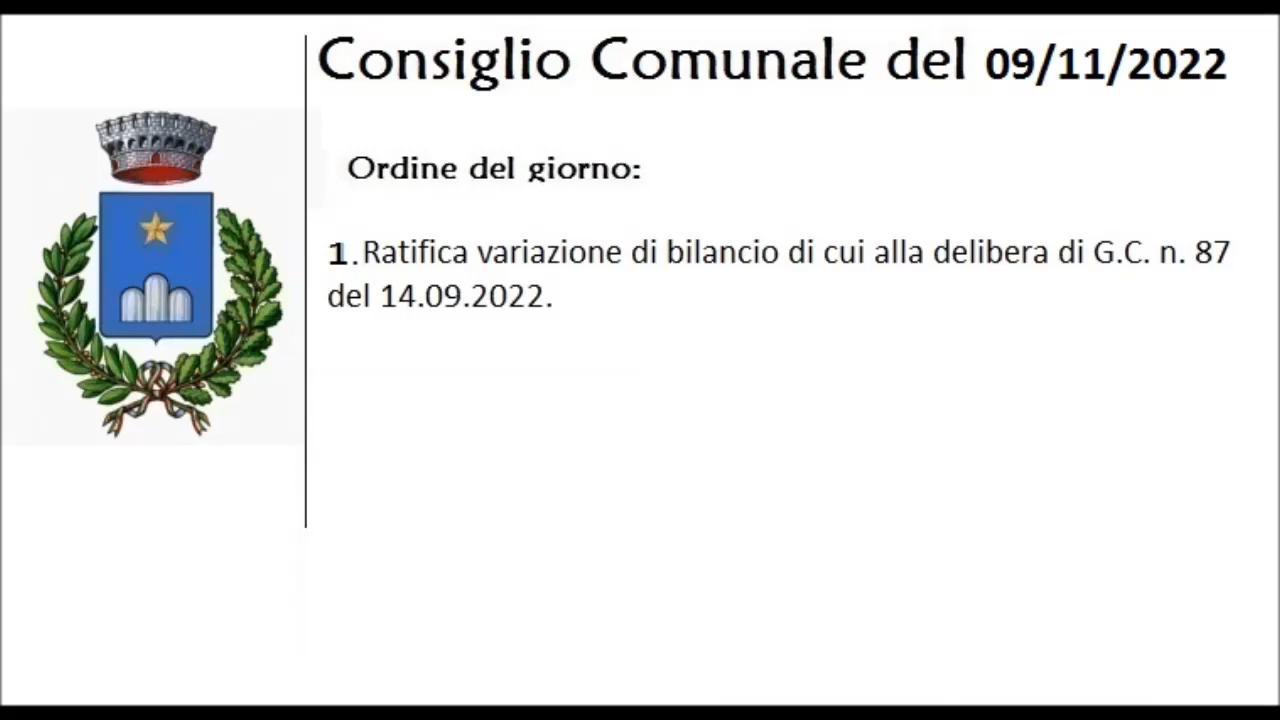 Consiglio Comunale del 09/11/2022
Ordine del giorno:
1.Ratifica variazione di bilancio di cui alla delibera di G.C. n. 87
del 14.09.2022.